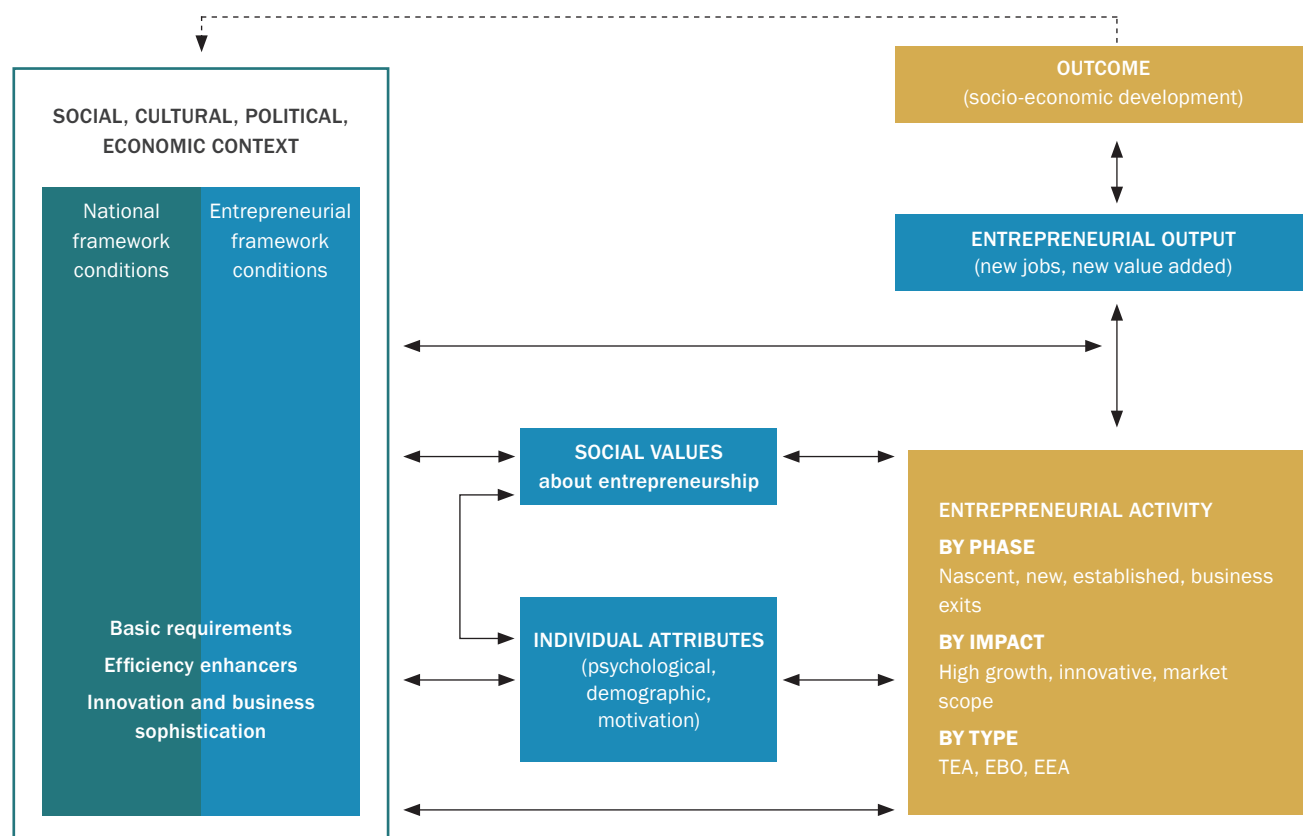 SOCIAL, CULTURAL, POLITICAL,
ECONOMIC CONTEXT
National
framework
conditions
Entrepreneurial
framework
conditions
Basic requirements
Efficiency enhancers
Innovation and business
sophistication
OUTCOME
(socio-economic development)
ENTREPRENEURIAL OUTPUT
(new jobs, new value added)
SOCIAL VALUES
about entrepreneurship
INDIVIDUAL ATTRIBUTES
(psychological,
demographic,
motivation)
ENTREPRENEURIAL ACTIVITY
BY PHASE
Nascent, new, established, business
exits
BY IMPACT
High growth, innovative, market
scope
BY TYPE
TEA, EBO, EEA